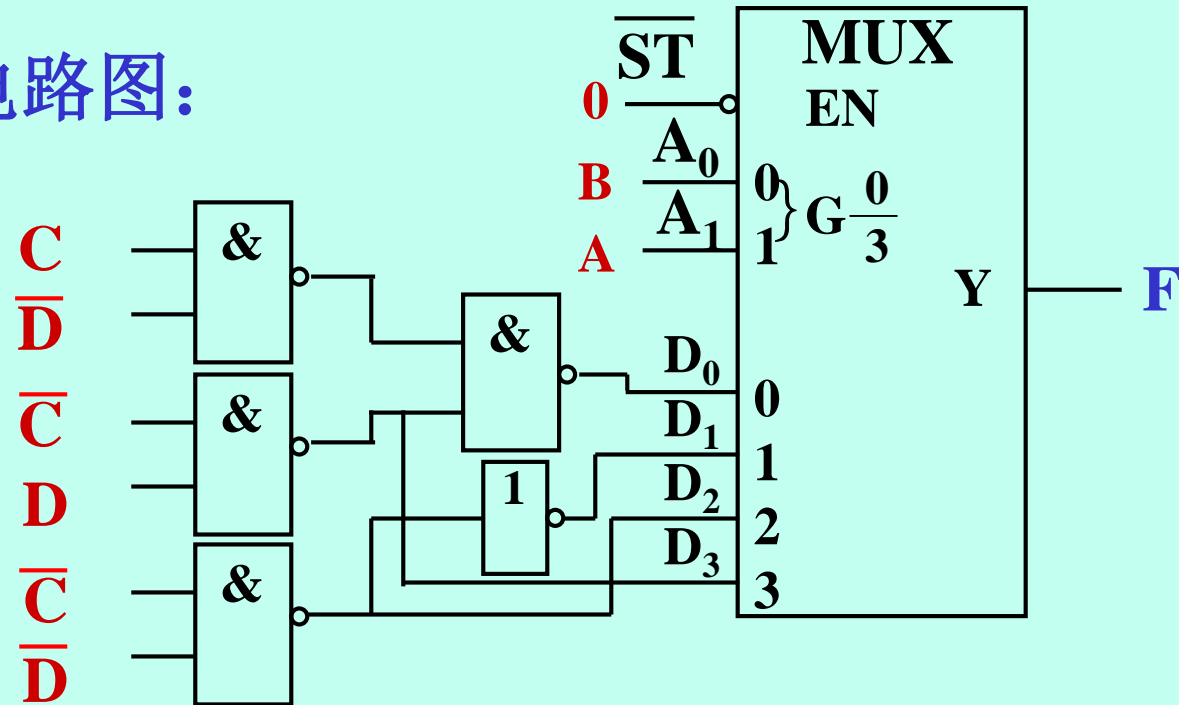 路图:
S̅T̅
MUX
0
EN
A₀
B
0
G 0/3
A₁
A
1
C
&
D̅
&
Y
F
D₀
0
C̅
&
D₁
1
D
1
D₂
2
D₃
3
C̅
&
D̅